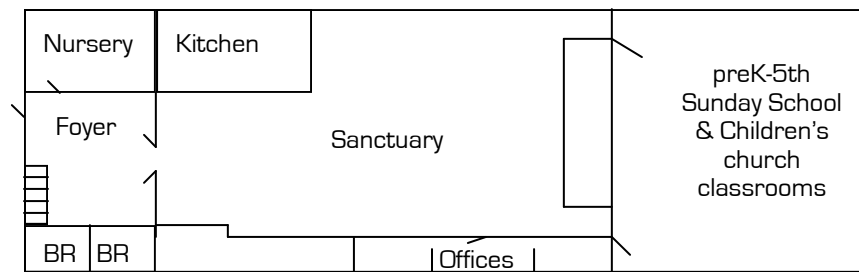 Nursery
Kitchen
preK-5th
Sunday School
& Children's
church
classrooms
Foyer
Sanctuary
BR
BR
Offices